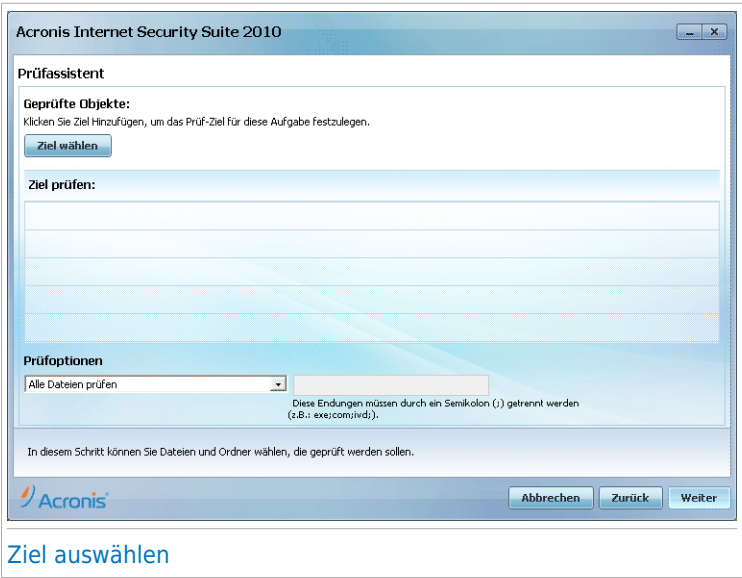 Acronis Internet Security Suite 2010
Prüfassistent
Geprüfte Objekte:
Klicken Sie Ziel Hinzufügen, um das Prüf-Ziel für diese Aufgabe festzulegen.
Ziel wählen
Ziel prüfen:
Prüfoptionen
Alle Dateien prüfen
Diese Endungen müssen durch ein Semikolon (;) getrennt werden
(z.B.: exe;com;ivd;).
In diesem Schritt können Sie Dateien und Ordner wählen, die geprüft werden sollen.
Acronis
Abbrechen
Zurück
Weiter
Ziel auswählen